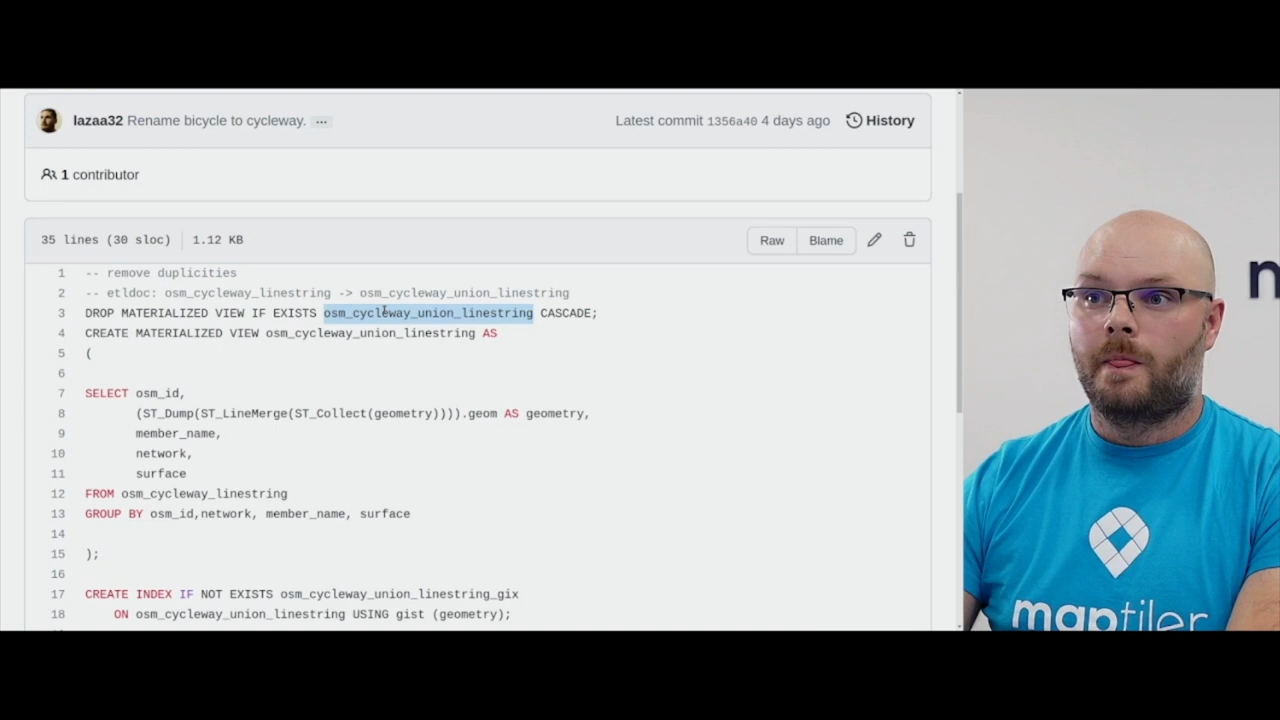 lazaa32 Rename bicycle to cycleway. ...
Latest commit 1356a40 4 days ago
History
1 contributor
35 lines (30 sloc) 1.12 KB
Raw
Blame
1 -- remove duplicities
2 -- etldoc: osm_cycleway_linestring -> osm_cycleway_union_linestring
3 DROP MATERIALIZED VIEW IF EXISTS osm_cycleway_union_linestring CASCADE;
4 CREATE MATERIALIZED VIEW osm_cycleway_union_linestring AS
5 (
6
7 SELECT osm_id,
8 (ST_Dump(ST_LineMerge(ST_Collect(geometry)))).geom AS geometry,
9 member_name,
10 network,
11 surface
12 FROM osm_cycleway_linestring
13 GROUP BY osm_id,network, member_name, surface
14
15 );
16
17 CREATE INDEX IF NOT EXISTS osm_cycleway_union_linestring_gix
18 ON osm_cycleway_union_linestring USING gist (geometry);
maptiler